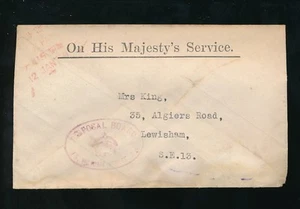 On His Majesty's Service.
Mrs King,
35, Algiers Road,
Lewisham,
S.E.13.